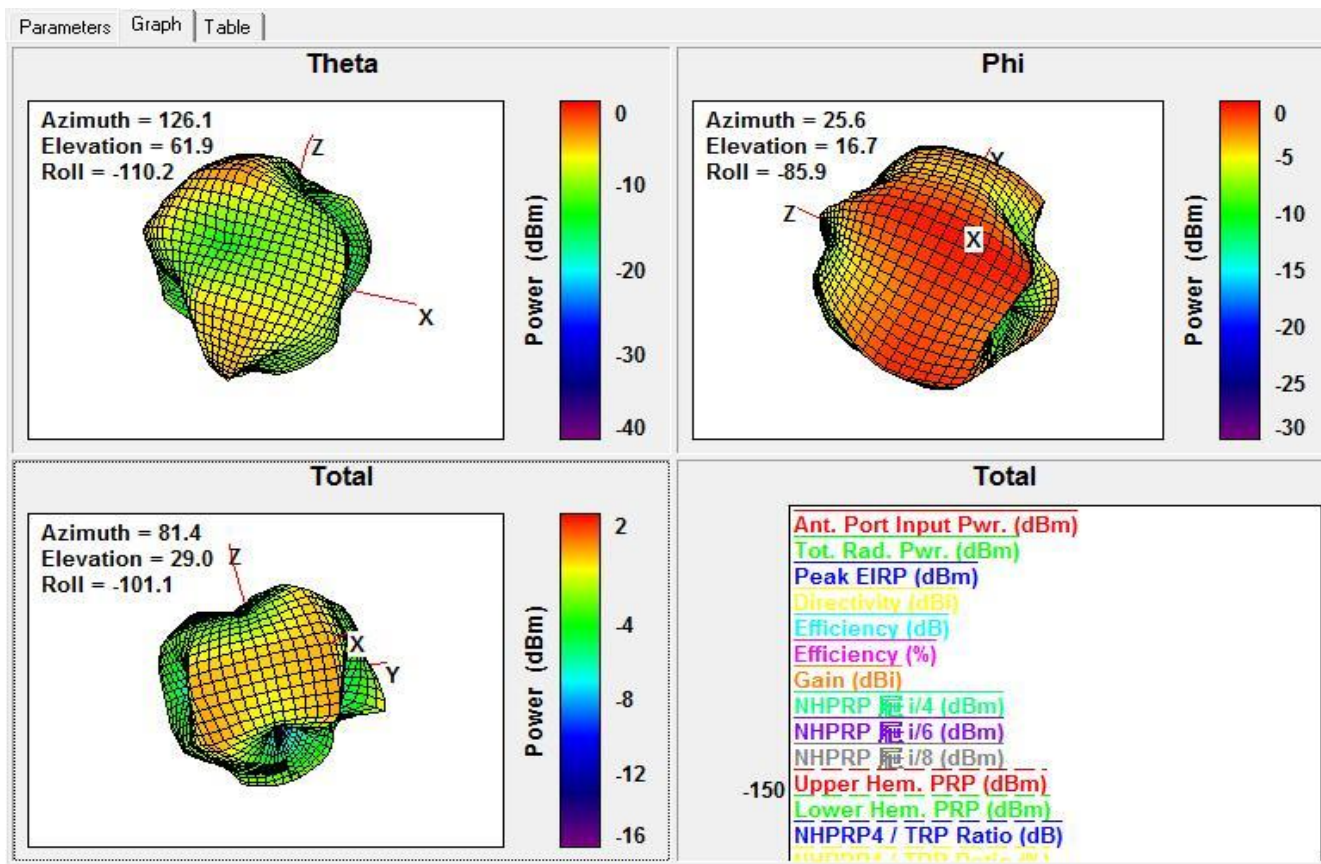 Parameters Graph Table
Theta
Azimuth = 126.1
Elevation = 61.9
Roll = -110.2
Z
X
Power (dBm)
0
-10
-20
-30
-40
Phi
Azimuth = 25.6
Elevation = 16.7
Roll = -85.9
Y
Z
X
Power (dBm)
0
-5
-10
-15
-20
-25
-30
Total
Azimuth = 81.4
Elevation = 29.0
Roll = -101.1
Z
X
Y
Power (dBm)
2
-4
-8
-12
-16
Total
Ant. Port Input Pwr. (dBm)
Tot. Rad. Pwr. (dBm)
Peak EIRP (dBm)
Directivity (dBi)
Efficiency (dB)
Efficiency (%)
Gain (dBi)
NHPRP i/4 (dBm)
NHPRP i/6 (dBm)
NHPRP i/8 (dBm)
Upper Hem. PRP (dBm)
-150
Lower Hem. PRP (dBm)
NHPRP4 / TRP Ratio (dB)
NHPRP4 / TRP Ratio (%)